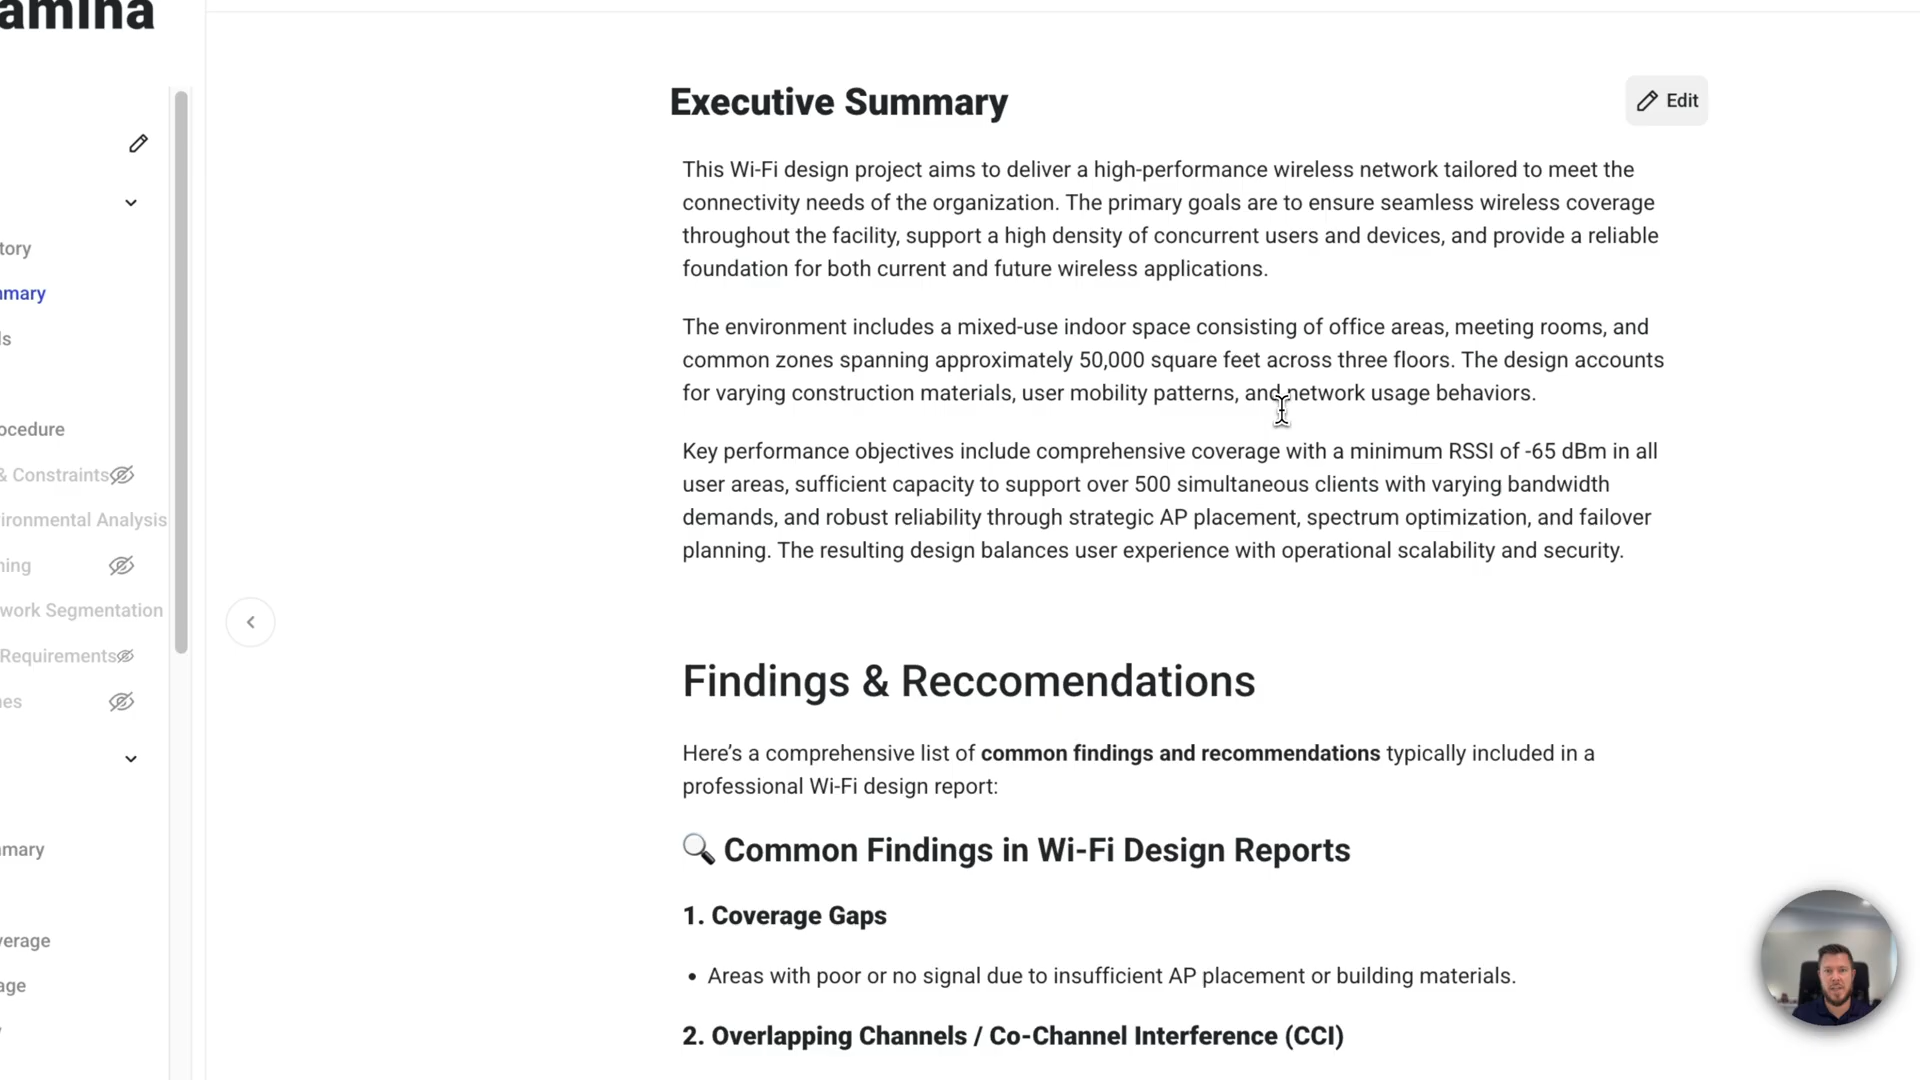 amina
Executive Summary
Edit
This Wi-Fi design project aims to deliver a high-performance wireless network tailored to meet the
connectivity needs of the organization. The primary goals are to ensure seamless wireless coverage
throughout the facility, support a high density of concurrent users and devices, and provide a reliable
foundation for both current and future wireless applications.
The environment includes a mixed-use indoor space consisting of office areas, meeting rooms, and
common zones spanning approximately 50,000 square feet across three floors. The design accounts
for varying construction materials, user mobility patterns, and network usage behaviors.
Key performance objectives include comprehensive coverage with a minimum RSSI of -65 dBm in all
user areas, sufficient capacity to support over 500 simultaneous clients with varying bandwidth
demands, and robust reliability through strategic AP placement, spectrum optimization, and failover
planning. The resulting design balances user experience with operational scalability and security.
Findings & Reccomendations
Here's a comprehensive list of common findings and recommendations typically included in a
professional Wi-Fi design report:
Common Findings in Wi-Fi Design Reports
1. Coverage Gaps
• Areas with poor or no signal due to insufficient AP placement or building materials.
2. Overlapping Channels / Co-Channel Interference (CCI)
tory
nmary
ls
ocedure
& Constraints
ironmental Analysis
ning
work Segmentation
Requirements
nes
nmary
verage
age